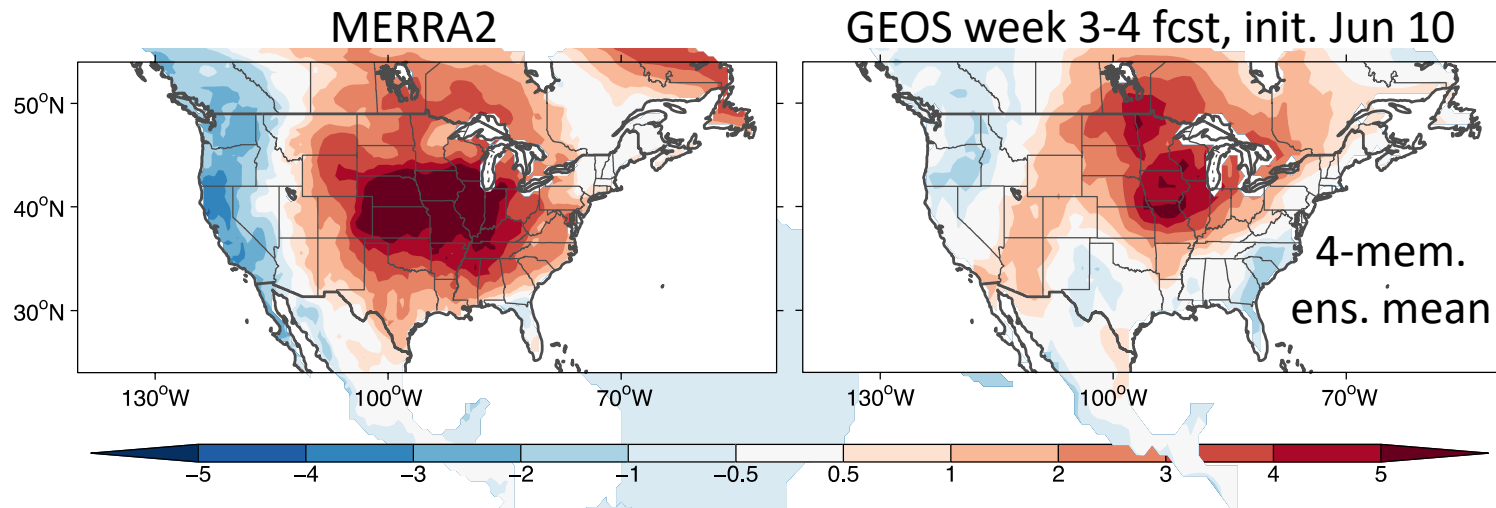 MERRA2
GEOS week 3-4 fcst, init. Jun 10
50°N
40°N
30°N
4-mem.
ens. mean
130°W 100°W 70°W
130°W 100°W 70°W
−5 −4 −3 −2 −1 −0.5 0.5 1 2 3 4 5